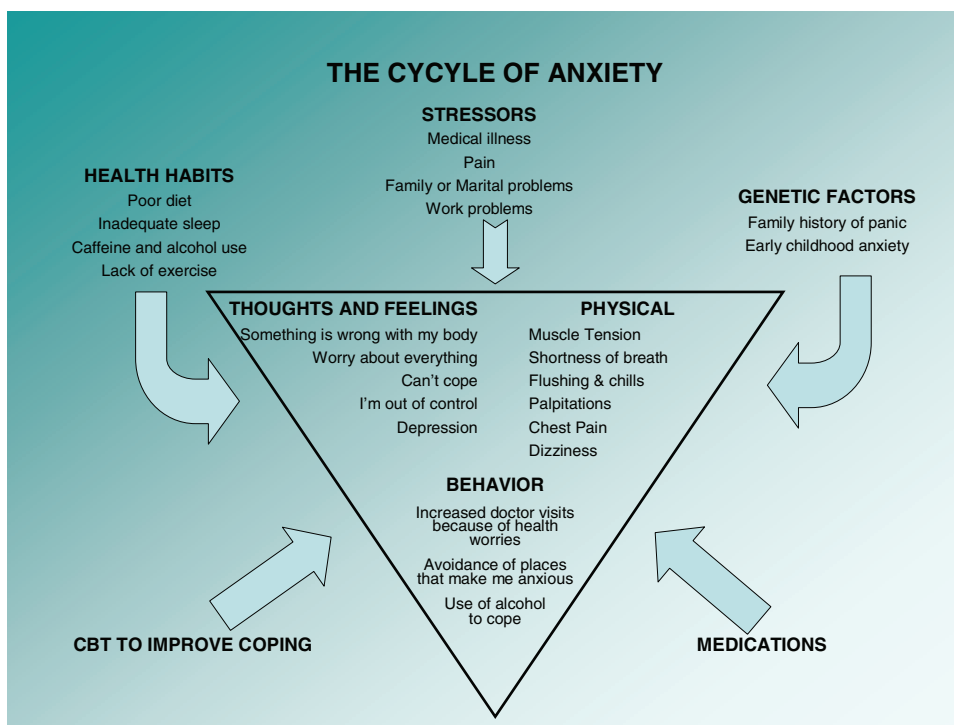 THE CYCYLE OF ANXIETY
STRESSORS
Medical illness
Pain
Family or Marital problems
Work problems
HEALTH HABITS
Poor diet
Inadequate sleep
Caffeine and alcohol use
Lack of exercise
GENETIC FACTORS
Family history of panic
Early childhood anxiety
THOUGHTS AND FEELINGS
Something is wrong with my body
Worry about everything
Can't cope
I'm out of control
Depression
PHYSICAL
Muscle Tension
Shortness of breath
Flushing & chills
Palpitations
Chest Pain
Dizziness
BEHAVIOR
Increased doctor visits
because of health
worries
Avoidance of places
that make me anxious
Use of alcohol
to cope
CBT TO IMPROVE COPING
MEDICATIONS